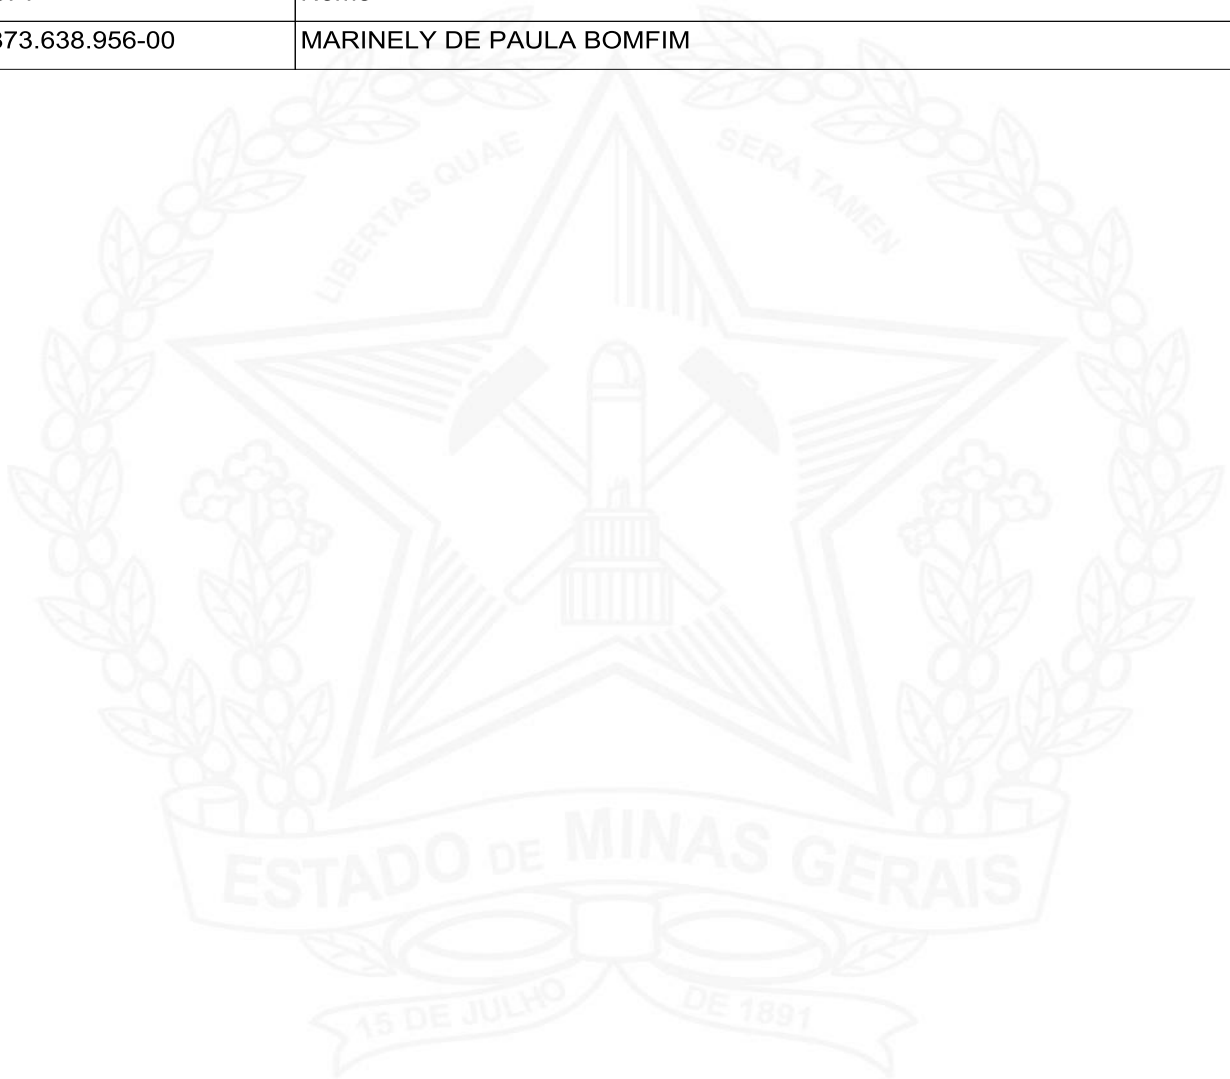 873.638.956-00 MARINELY DE PAULA BOMFIM
LIBERTAS QUAE SERA TAMEN
ESTADO DE MINAS GERAIS
15 DE JULHO DE 1891